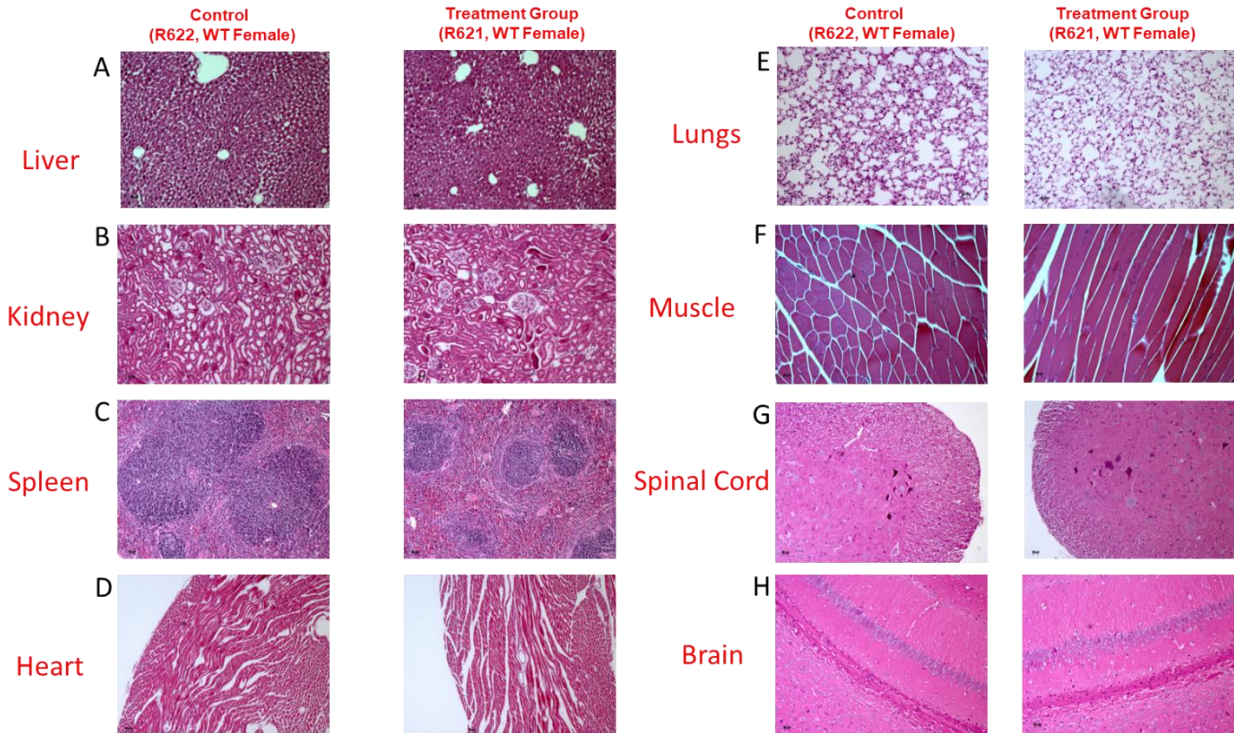 Control
(R622, WT Female)
Treatment Group
(R621, WT Female)
Control
(R622, WT Female)
Treatment Group
(R621, WT Female)
A
Liver
E
Lungs
B
Kidney
F
Muscle
C
Spleen
G
Spinal Cord
D
Heart
H
Brain